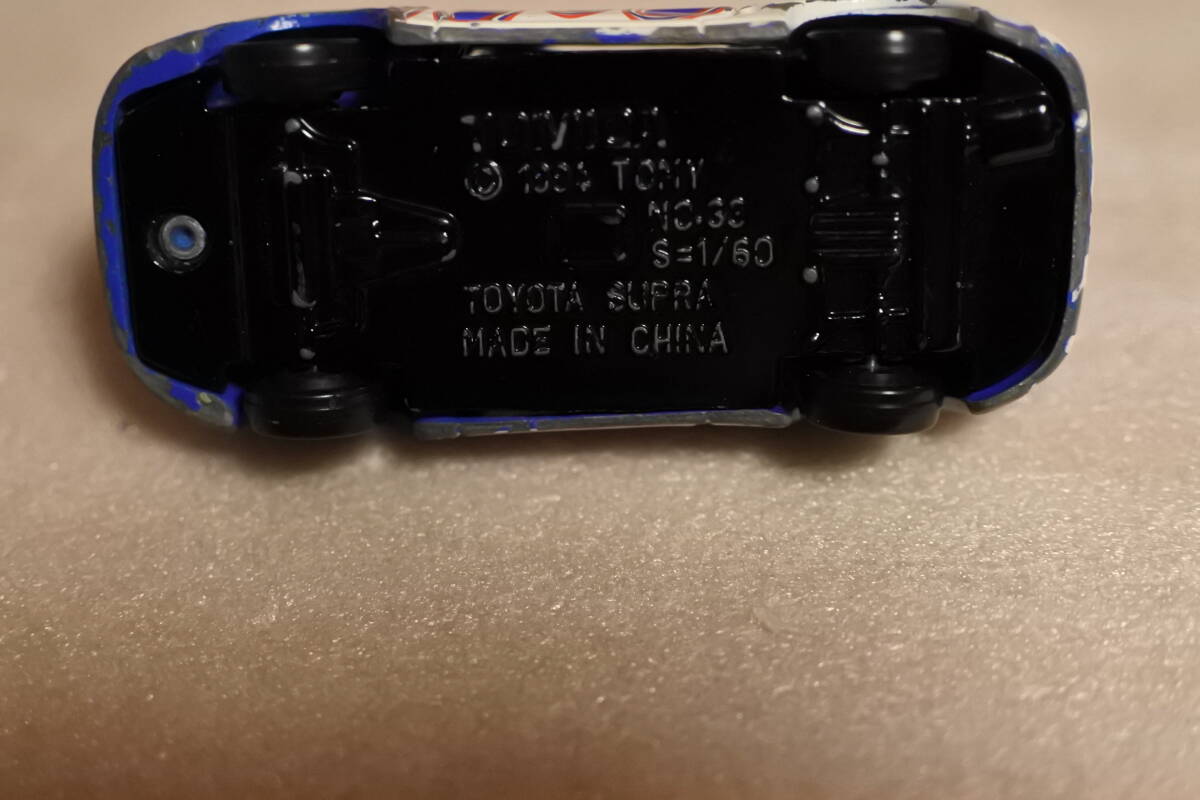 TOMICA
© 1994 TOMY
NO.33
S=1/60
TOYOTA SUPRA
MADE IN CHINA